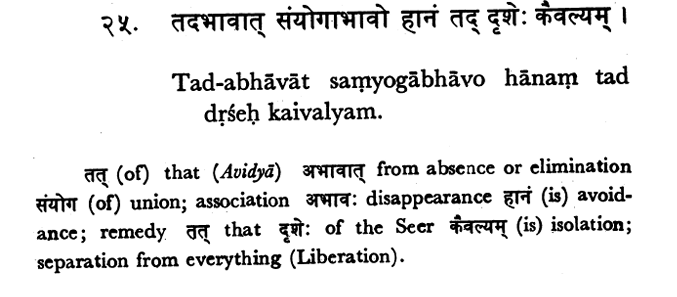 २५. तदभावात् संयोगाभावो हानं तद् दृशेः कैवल्यम् ।
Tad-abhāvāt saṃyogābhāvo hānaṃ tad
dṛśeḥ kaivalyam.
तत् (of) that (Avidyā) अभावात् from absence or elimination
संयोग (of) union; association अभावः disappearance हानं (is) avoid-
ance; remedy तत् that दृशेः of the Seer कैवल्यम् (is) isolation;
separation from everything (Liberation).